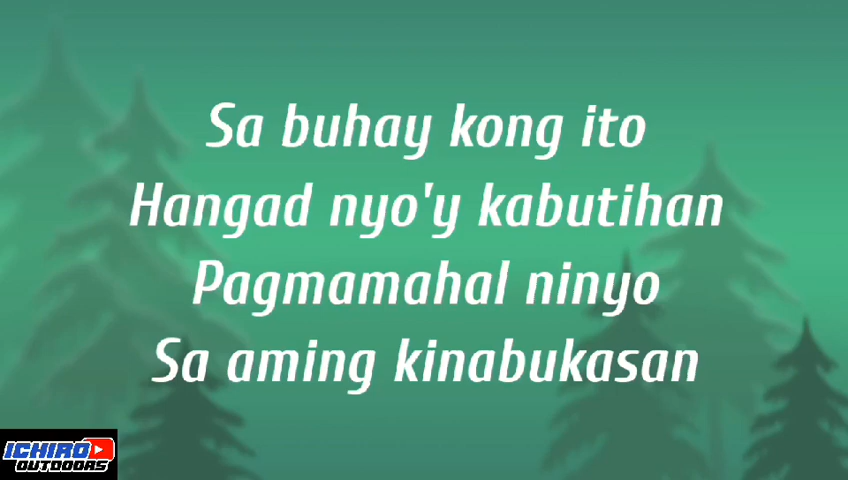 Sa buhay kong ito
Hangad nyo'y kabutihan
Pagmamahal ninyo
Sa aming kinabukasan
ICHIRO
OUTDOORS